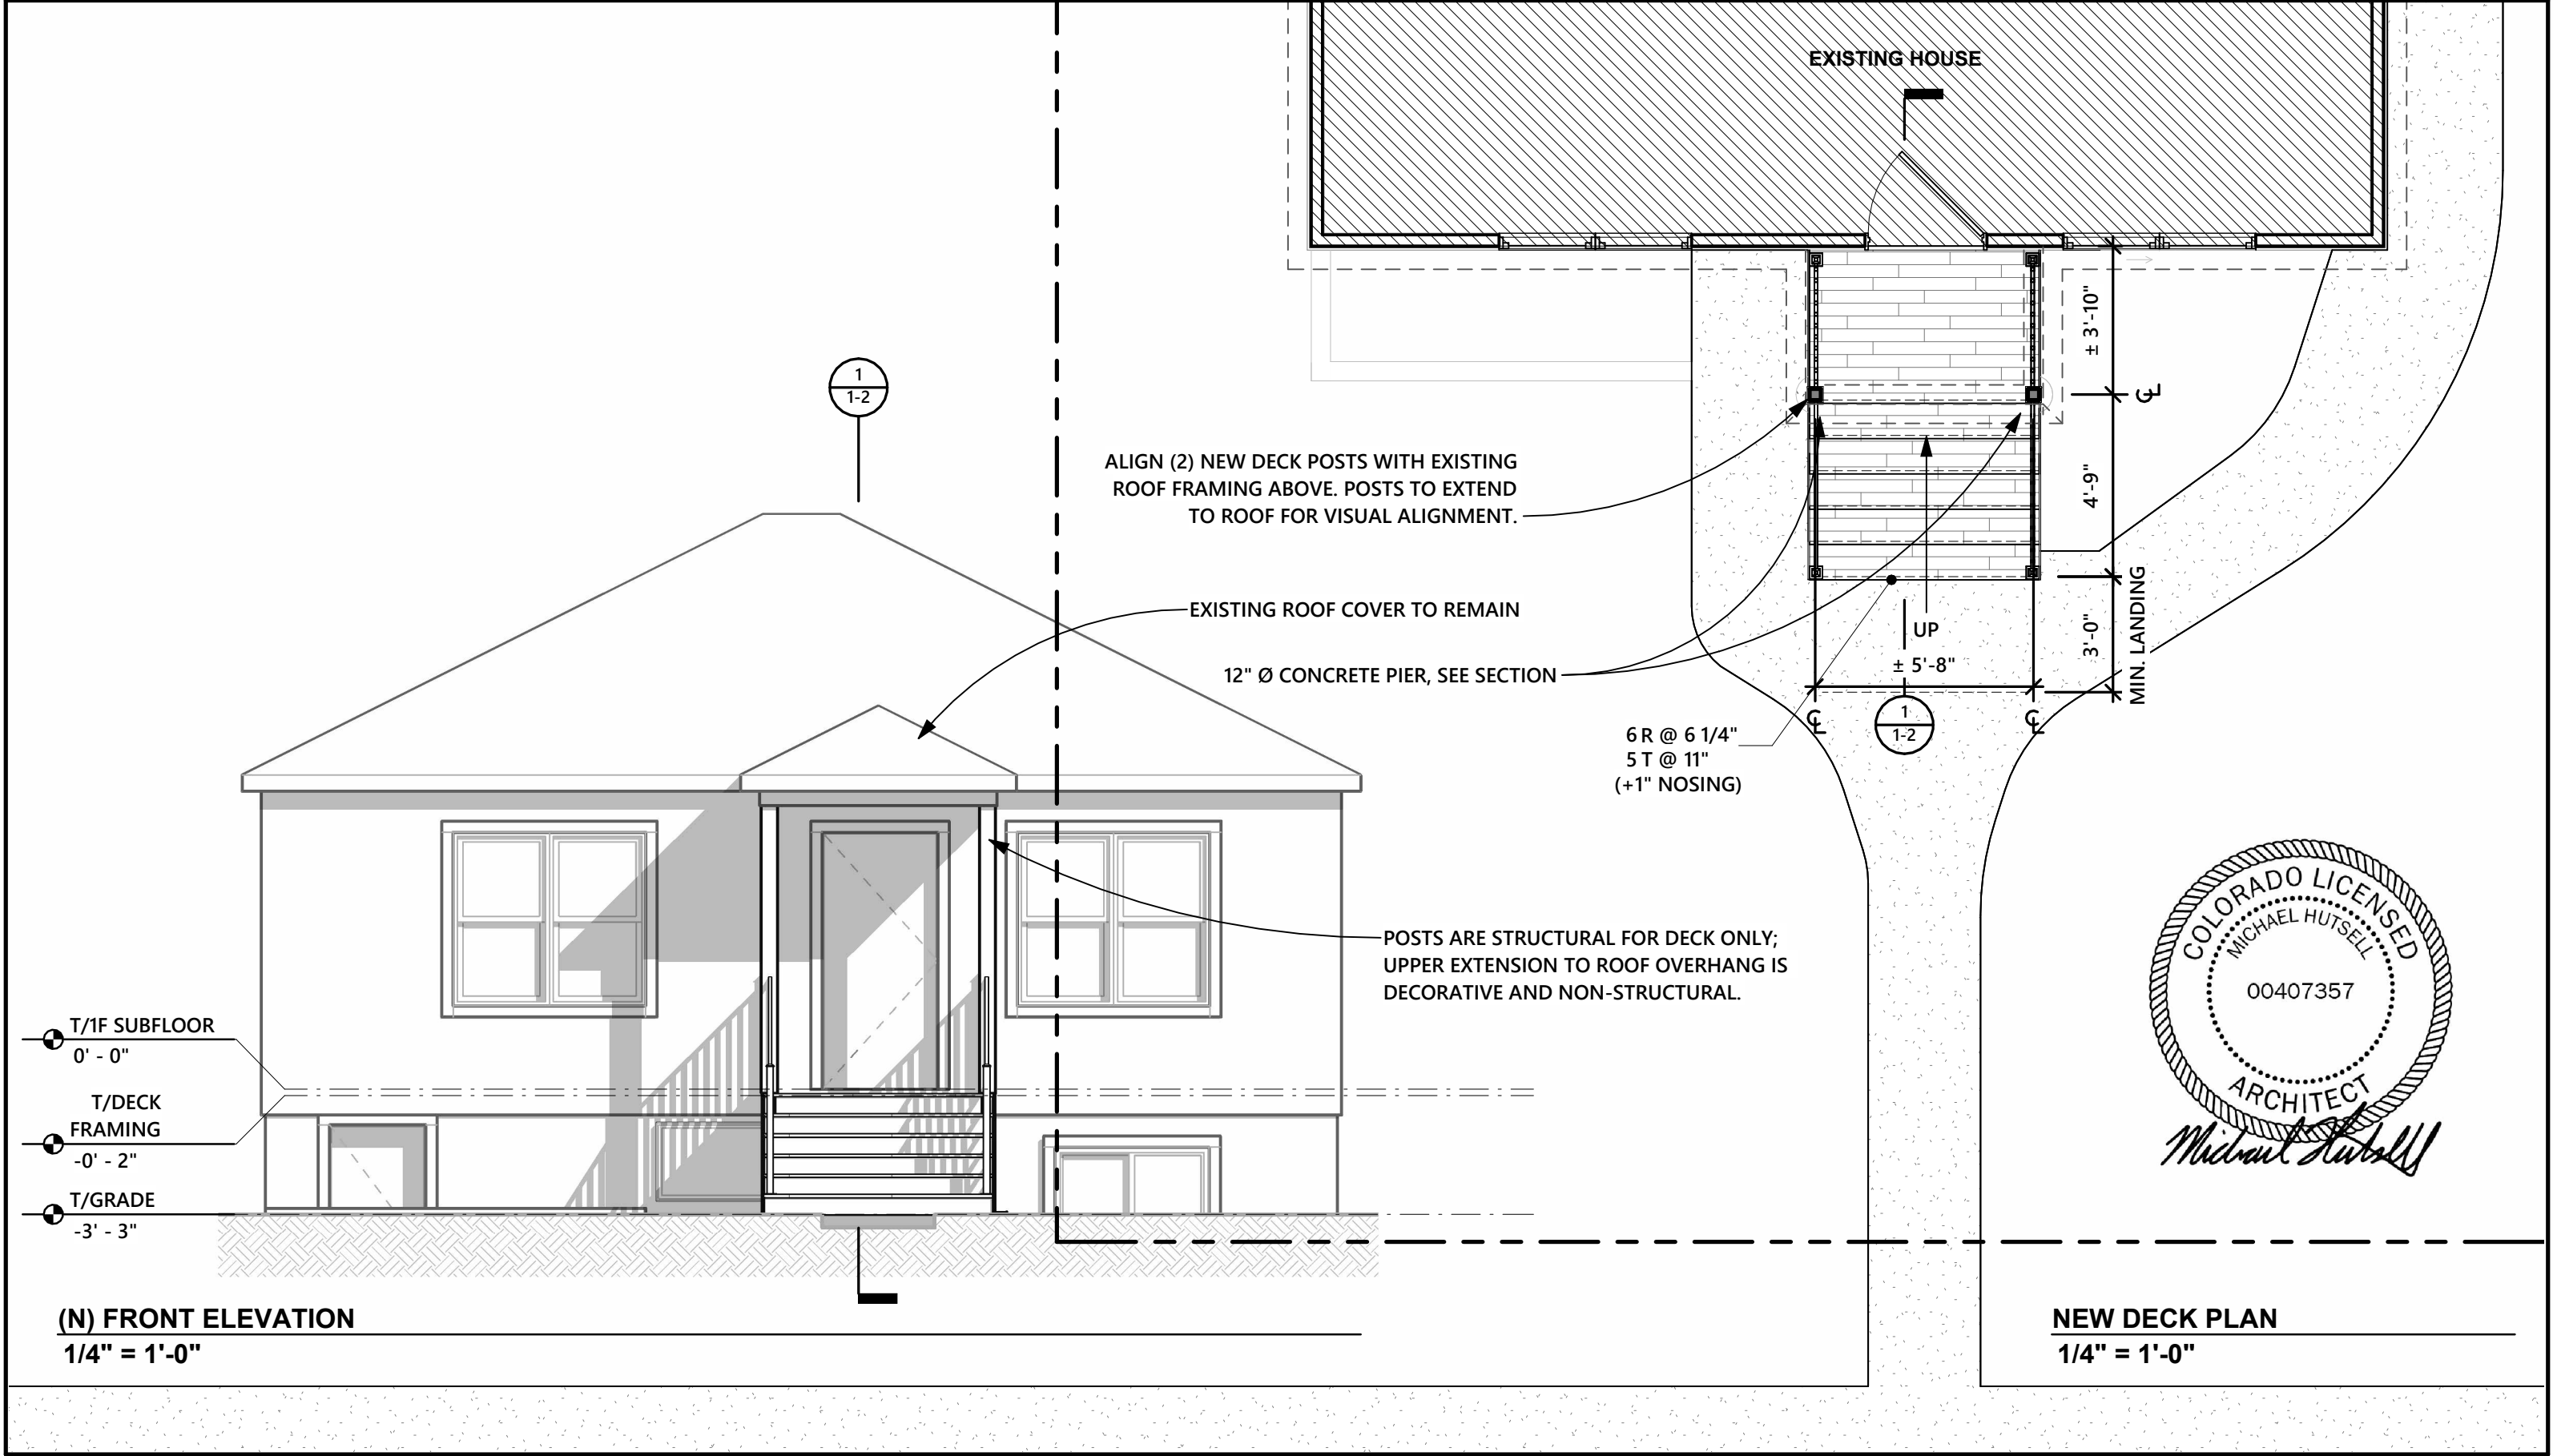 EXISTING HOUSE
± 3'-10"
4'-9"
3'-0"
MIN. LANDING
℄
ALIGN (2) NEW DECK POSTS WITH EXISTING
ROOF FRAMING ABOVE. POSTS TO EXTEND
TO ROOF FOR VISUAL ALIGNMENT.
EXISTING ROOF COVER TO REMAIN
12" Ø CONCRETE PIER, SEE SECTION
UP
± 5'-8"
℄
℄
1
1-2
6 R @ 6 1/4"
5 T @ 11"
(+1" NOSING)
1
1-2
POSTS ARE STRUCTURAL FOR DECK ONLY;
UPPER EXTENSION TO ROOF OVERHANG IS
DECORATIVE AND NON-STRUCTURAL.
T/1F SUBFLOOR
0' - 0"
T/DECK
FRAMING
-0' - 2"
T/GRADE
-3' - 3"
COLORADO LICENSED
MICHAEL HUTSELL
00407357
ARCHITECT
Michael Hutsell
(N) FRONT ELEVATION
1/4" = 1'-0"
NEW DECK PLAN
1/4" = 1'-0"